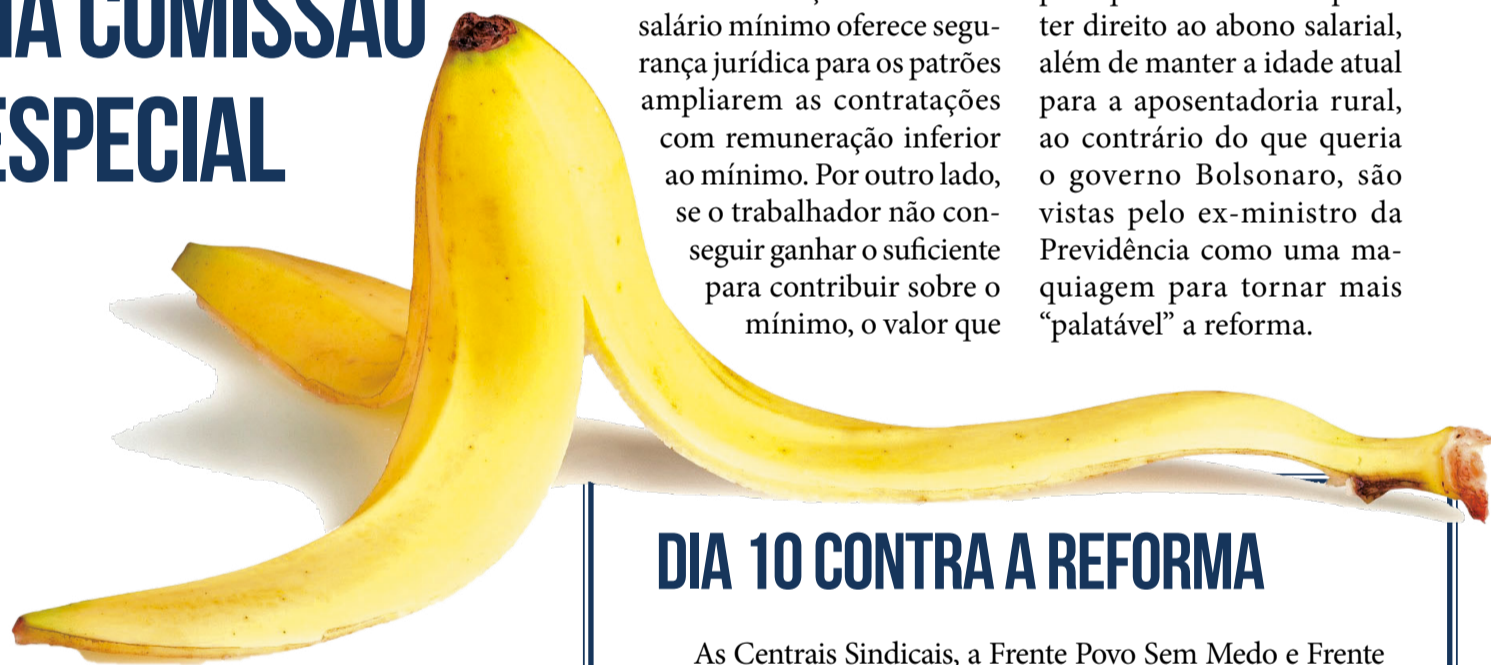 COMISSÃO
ESPECIAL
salário mínimo oferece segu-
rança jurídica para os patrões
ampliarem as contratações
com remuneração inferior
ao mínimo. Por outro lado,
se o trabalhador não con-
seguir ganhar o suficiente
para contribuir sobre o
mínimo, o valor que
ter direito ao abono salarial,
além de manter a idade atual
para a aposentadoria rural,
ao contrário do que queria
o governo Bolsonaro, são
vistas pelo ex-ministro da
Previdência como uma ma-
quiagem para tornar mais
“palatável” a reforma.
DIA 10 CONTRA A REFORMA
As Centrais Sindicais, a Frente Povo Sem Medo e Frente